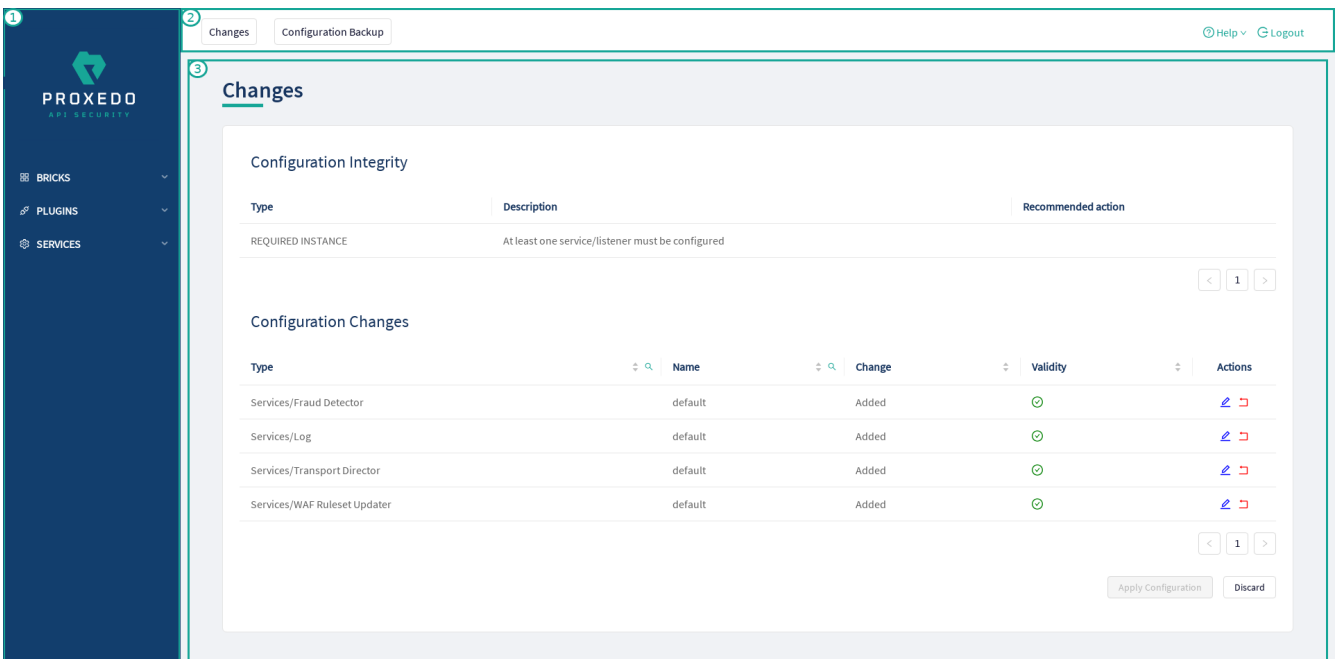 1
2
Changes
Configuration Backup
Help
Logout
PROXEDO
API SECURITY
BRICKS
PLUGINS
SERVICES
3
Changes
Configuration Integrity
Type Description Recommended action
REQUIRED INSTANCE At least one service/listener must be configured
< 1 >
Configuration Changes
Type Name Change Validity Actions
Services/Fraud Detector default Added
Services/Log default Added
Services/Transport Director default Added
Services/WAF Ruleset Updater default Added
< 1 >
Apply Configuration Discard